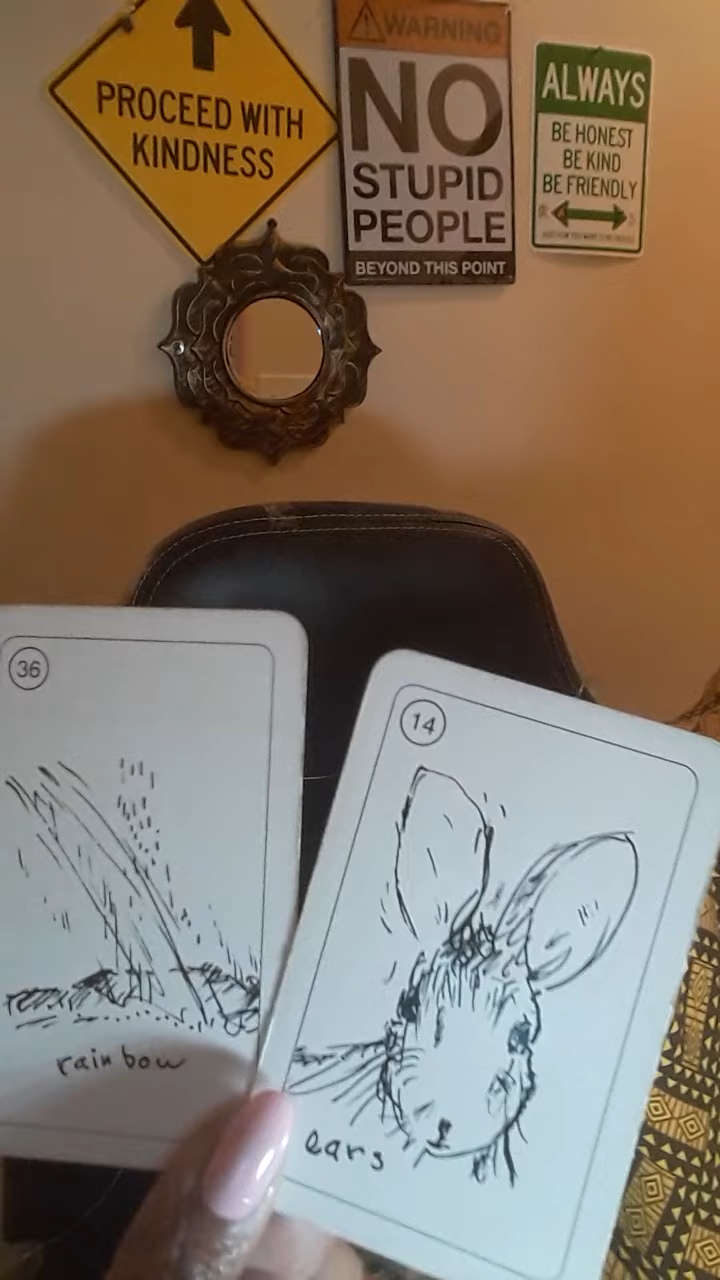 PROCEED WITH
KINDNESS
WARNING
NO
STUPID
PEOPLE
BEYOND THIS POINT
ALWAYS
BE HONEST
BE KIND
BE FRIENDLY
36
rainbow
14
ears